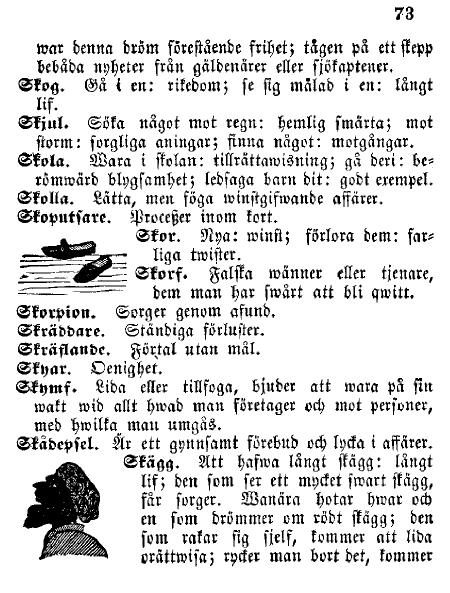 73
war denna dröm förestående frihet; tågen på ett skepp
bebåda nyheter från gäldenärer eller sjökaptener.
Skog. Gå i en: rikedom; se sig målad i en: långt
lif.
Skjul. Söka något mot regn: hemlig smärta; mot
storm: sorgliga aningar; finna något: motgångar.
Skola. Wara i skolan: tillrättawisning; gå deri: be-
römwärd blygsamhet; ledsaga barn dit: godt exempel.
Skolla. Lätta, men föga winstgifwande affärer.
Skoputsare. Processer inom kort.
Skor. Nya: winst; förlora dem: far-
liga twister.
Skorf. Falska wänner eller tjenare,
dem man har swårt att bli qwitt.
Skorpion. Sorger genom afund.
Skräddare. Ständiga förluster.
Skräflande. Förtal utan mål.
Skyar. Oenighet.
Skymf. Lida eller tillfoga, bjuder att wara på sin
wakt wid allt hwad man företager och mot personer,
med hwilka man umgås.
Skådepsel. Är ett gynnsamt förebud och lycka i affärer.
Skägg. Att hafwa långt skägg: långt
lif; den som ser ett mycket swart skägg,
får sorger. Wanära hotar hwar och
en som drömmer om rödt skägg; den
som rakar sig sjelf, kommer att lida
orättwisa; rycker man bort det, kommer